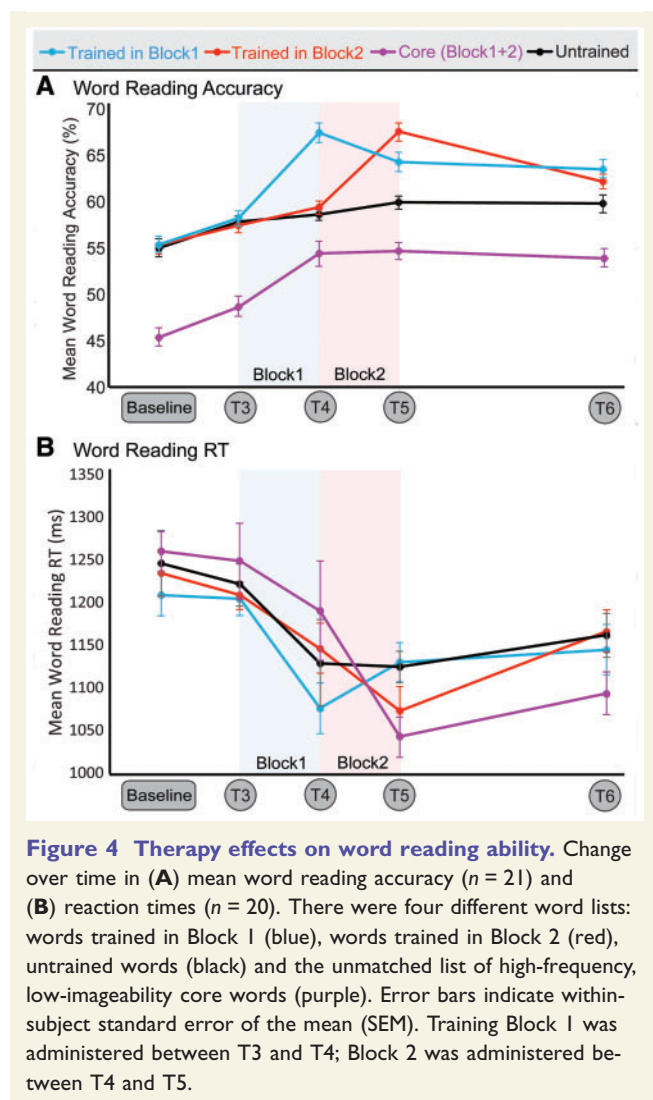 Trained in Block1 Trained in Block2 Core (Block1+2) Untrained
A Word Reading Accuracy
Mean Word Reading Accuracy (%)
70
65
60
55
50
45
40
Block1 Block2
Baseline T3 T4 T5 T6
B Word Reading RT
Mean Word Reading RT (ms)
1350
1300
1250
1200
1150
1100
1050
1000
Block1 Block2
Baseline T3 T4 T5 T6
Figure 4 Therapy effects on word reading ability. Change
over time in (A) mean word reading accuracy (n = 21) and
(B) reaction times (n = 20). There were four different word lists:
words trained in Block 1 (blue), words trained in Block 2 (red),
untrained words (black) and the unmatched list of high-frequency,
low-imageability core words (purple). Error bars indicate within-
subject standard error of the mean (SEM). Training Block 1 was
administered between T3 and T4; Block 2 was administered be-
tween T4 and T5.